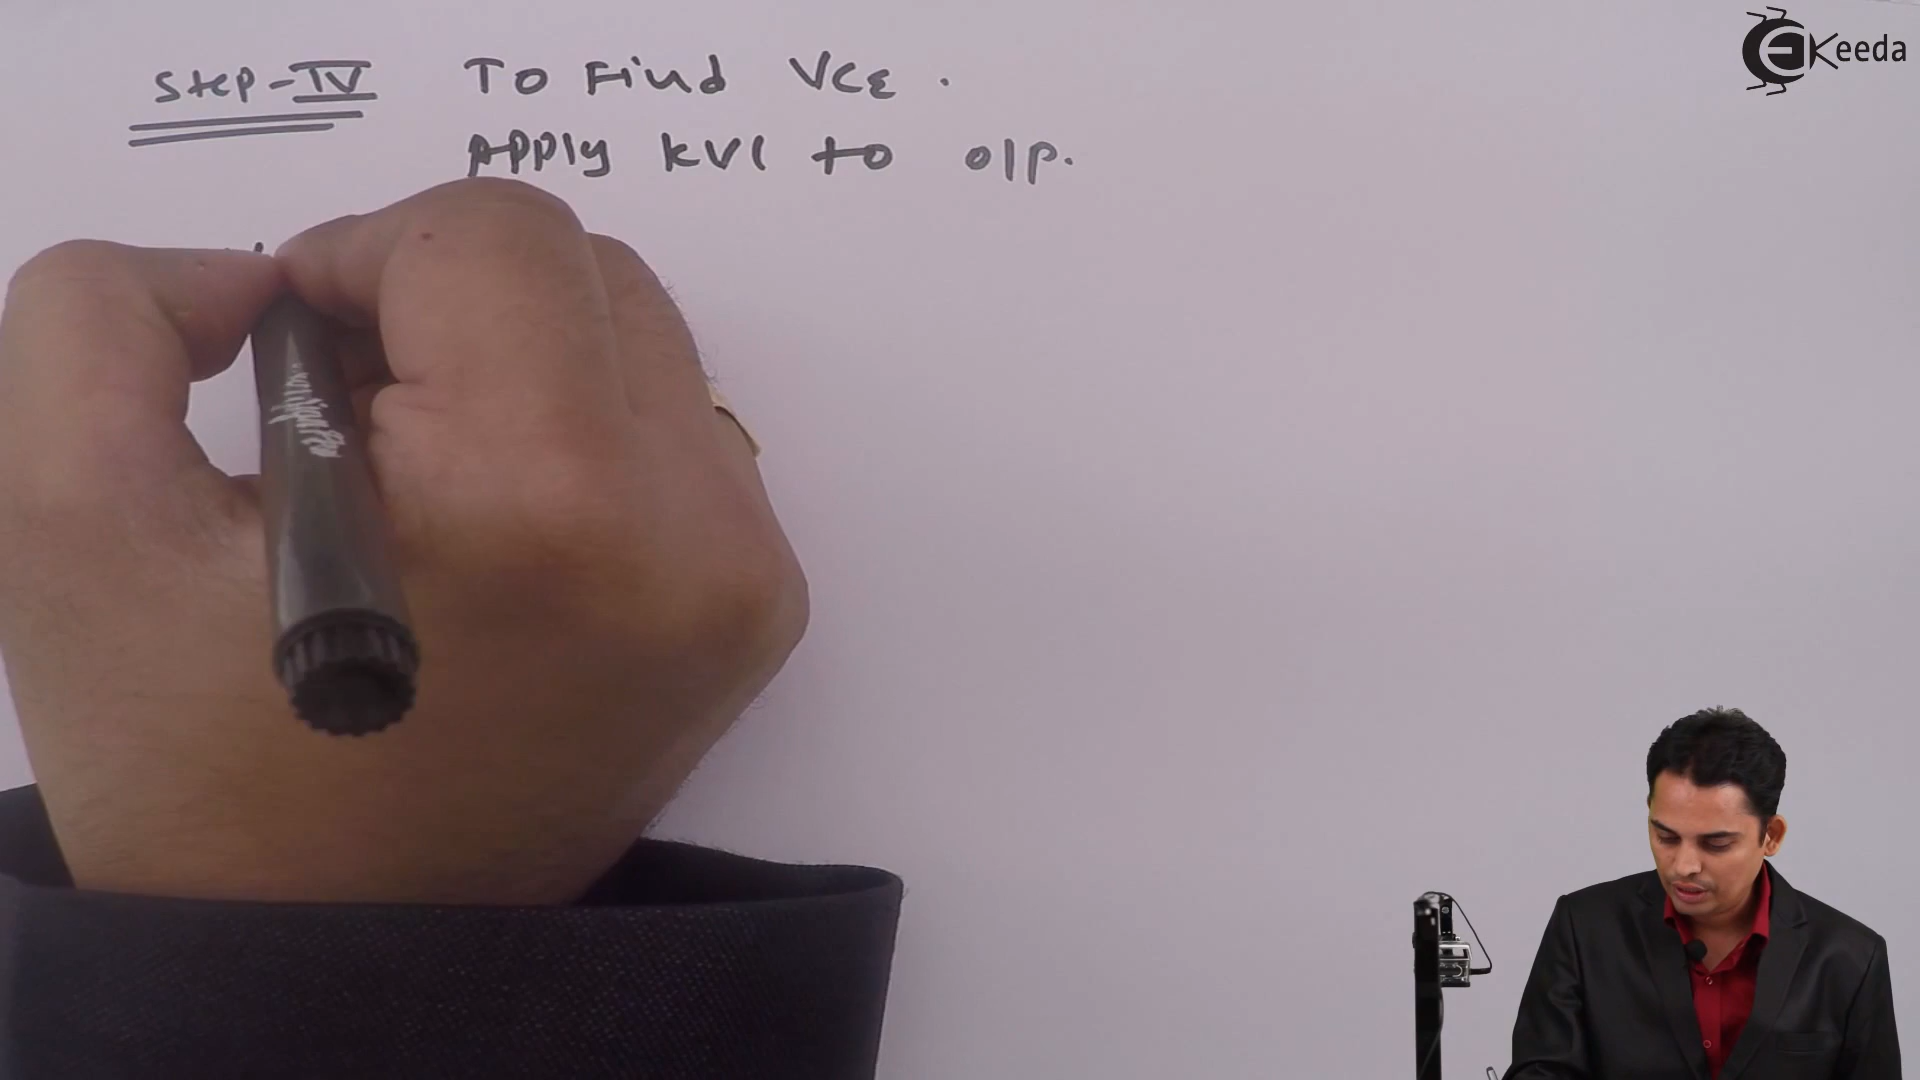 Step-IV To Find VCE.
Apply KVL to o/p.
Keeda